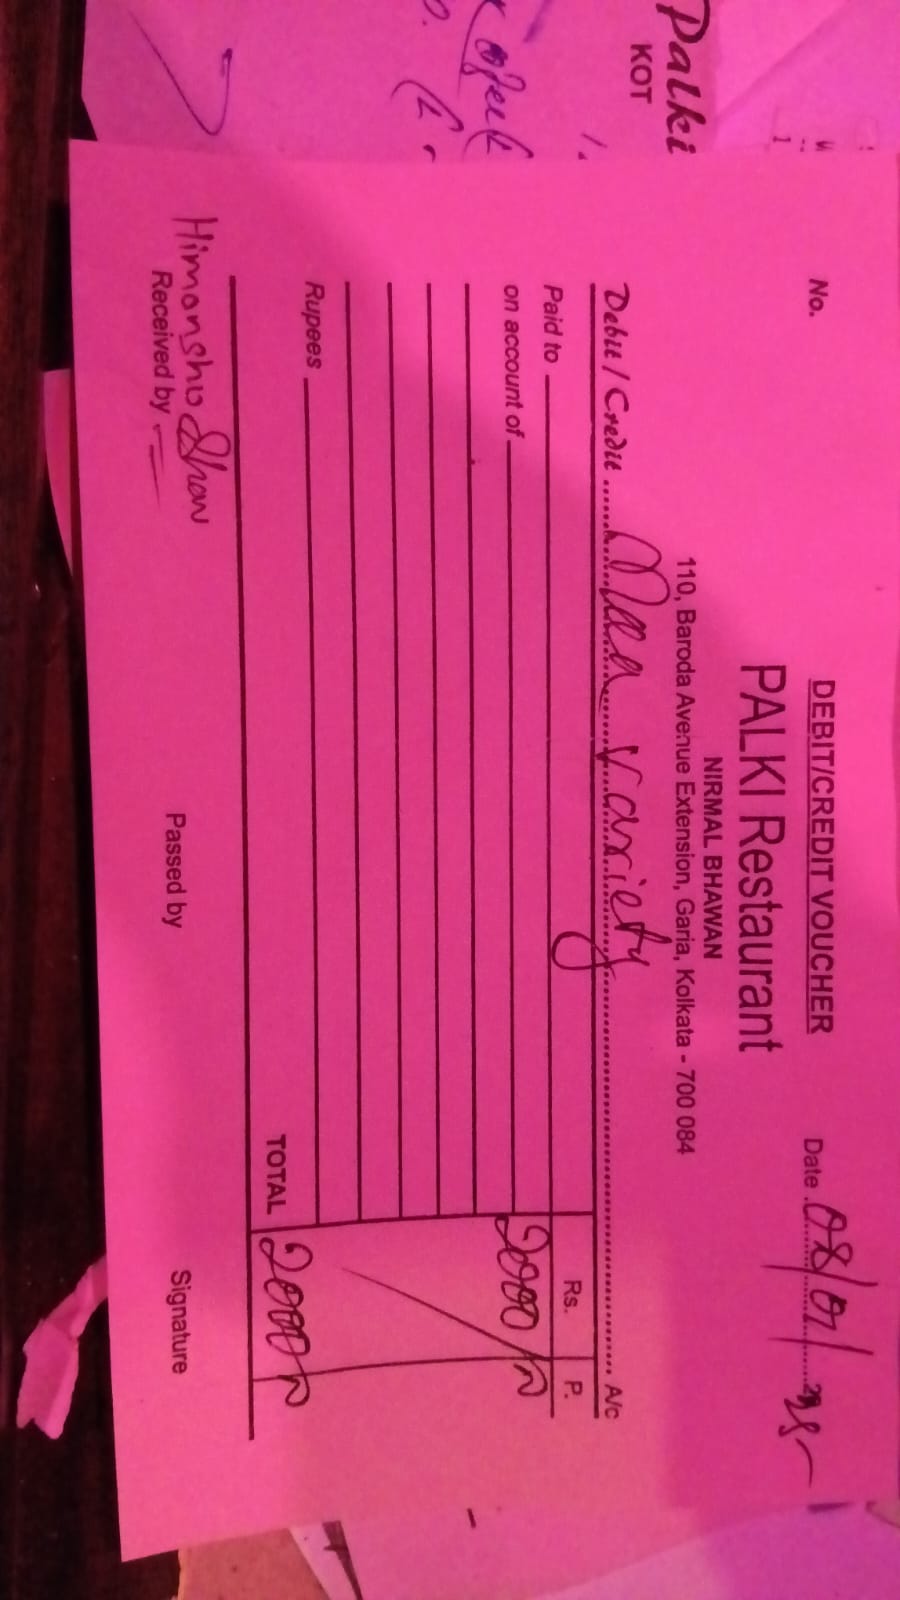 Palki
KOT
DEBIT/CREDIT VOUCHER
No.
Date 08/01/25
PALKI Restaurant
NIRMAL BHAWAN
110, Baroda Avenue Extension, Garia, Kolkata - 700 084
Debit / Credit Variety A/c
Rs. P.
Paid to
on account of 2000/-
Rupees
TOTAL 2000/-
Himanshu Shaw
Received by Passed by Signature